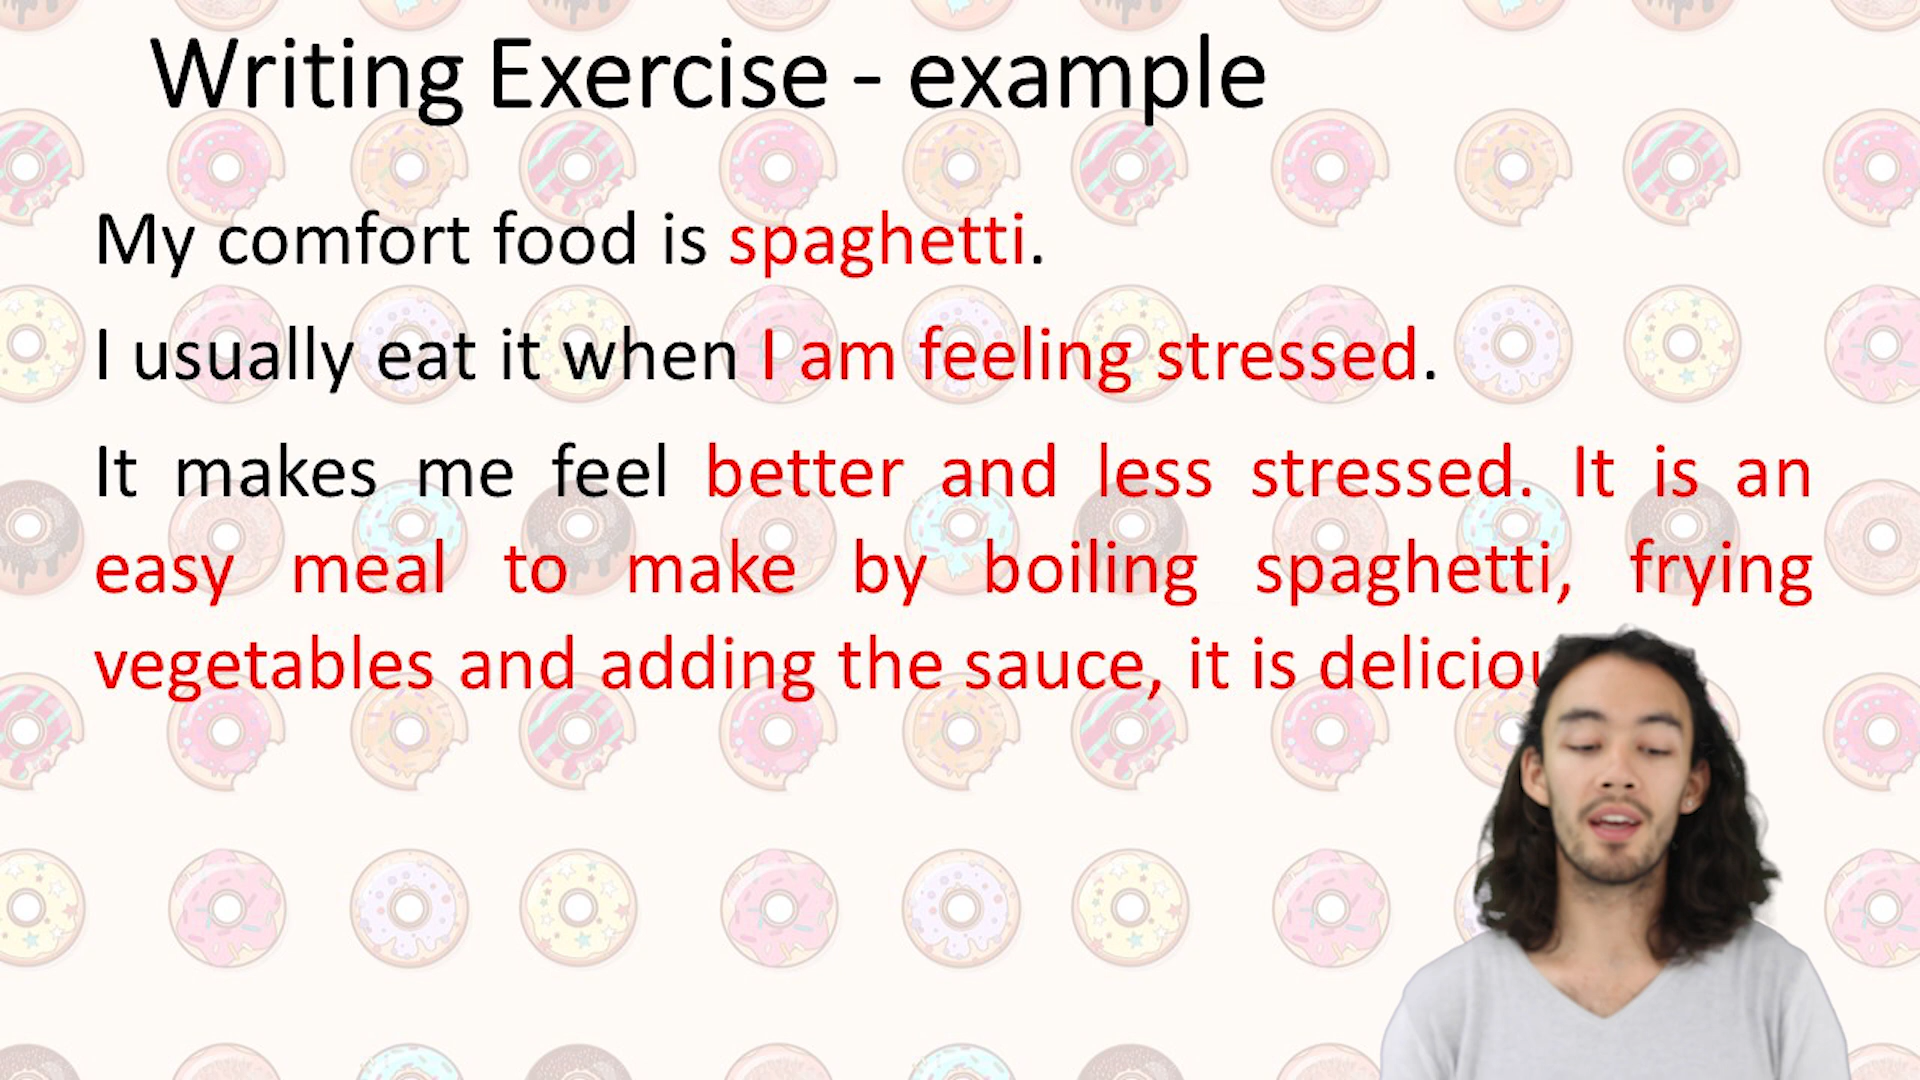 Writing Exercise - example
My comfort food is spaghetti.
I usually eat it when I am feeling stressed.
It makes me feel better and less stressed. It is an
easy meal to make by boiling spaghetti, frying
vegetables and adding the sauce, it is